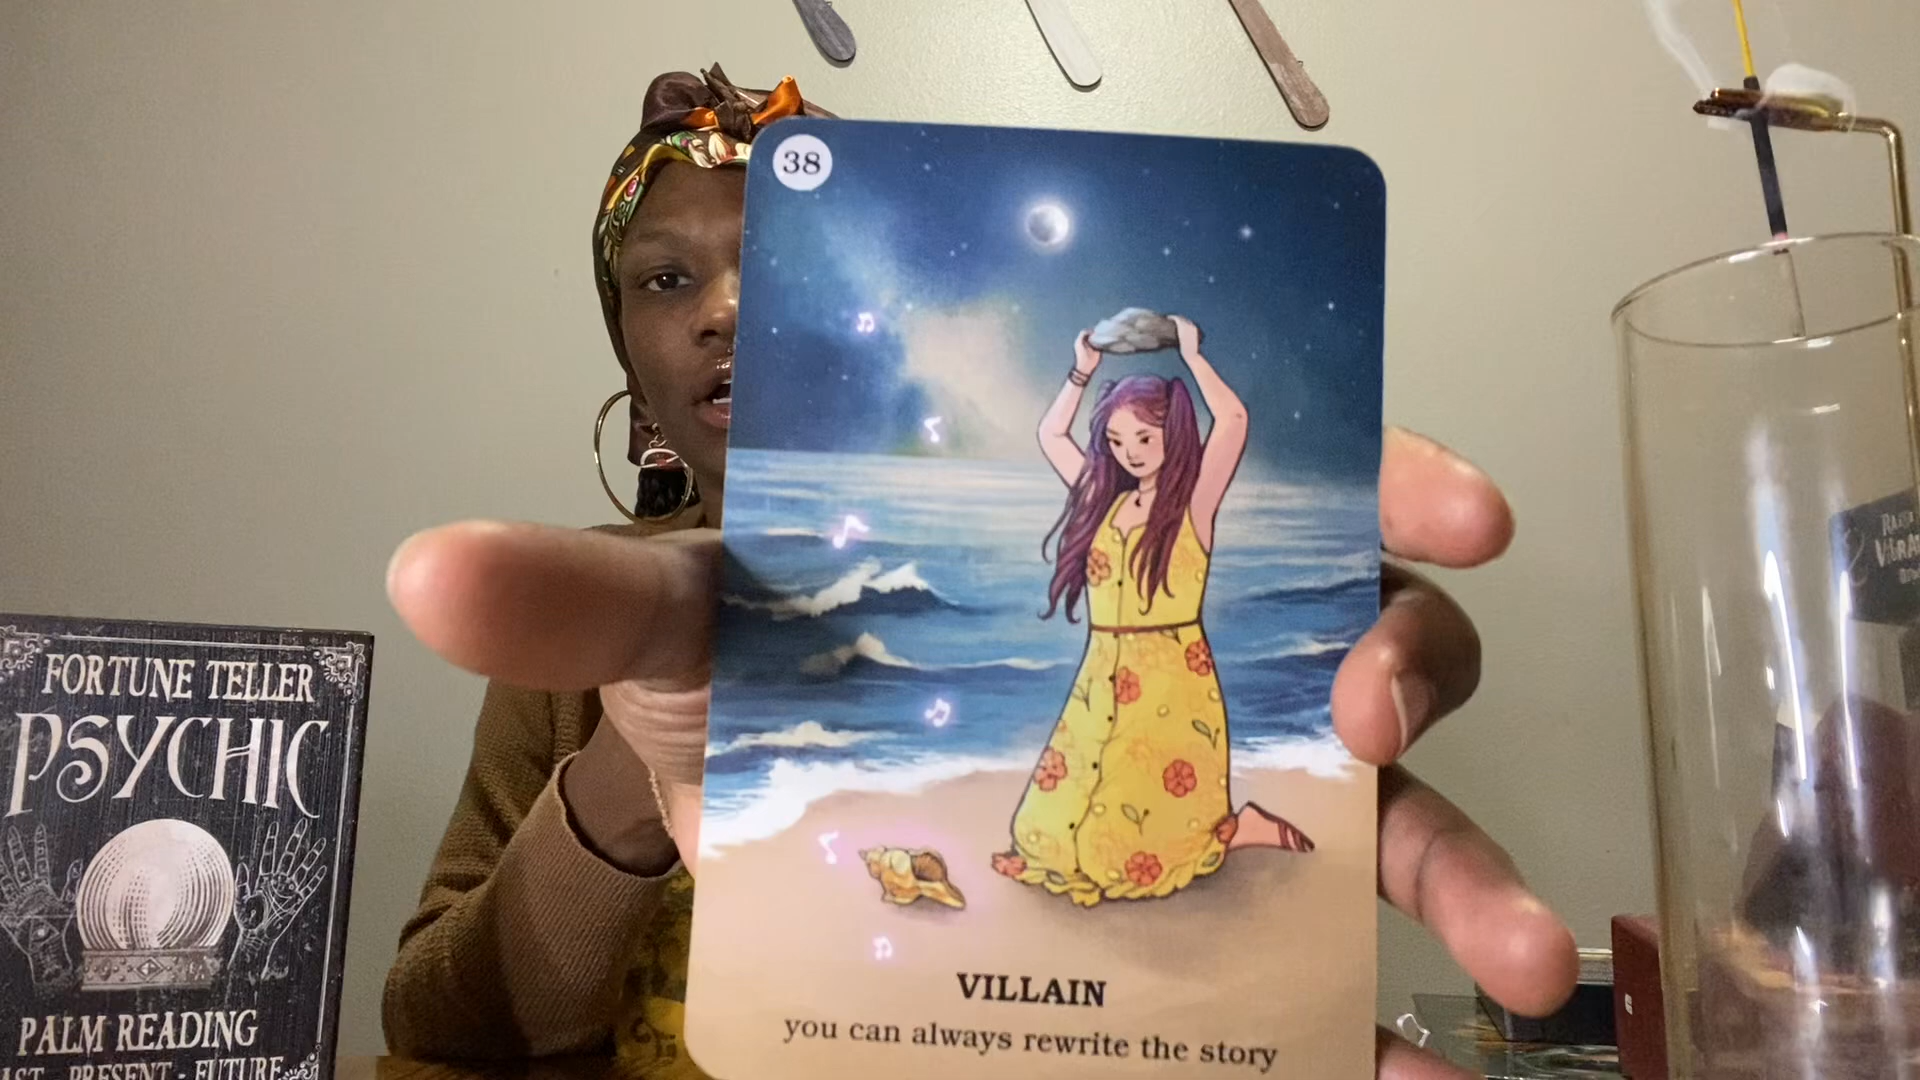 38
VILLAIN
you can always rewrite the story
FORTUNE TELLER
PSYCHIC
PALM READING
PRESENT - FUTURE